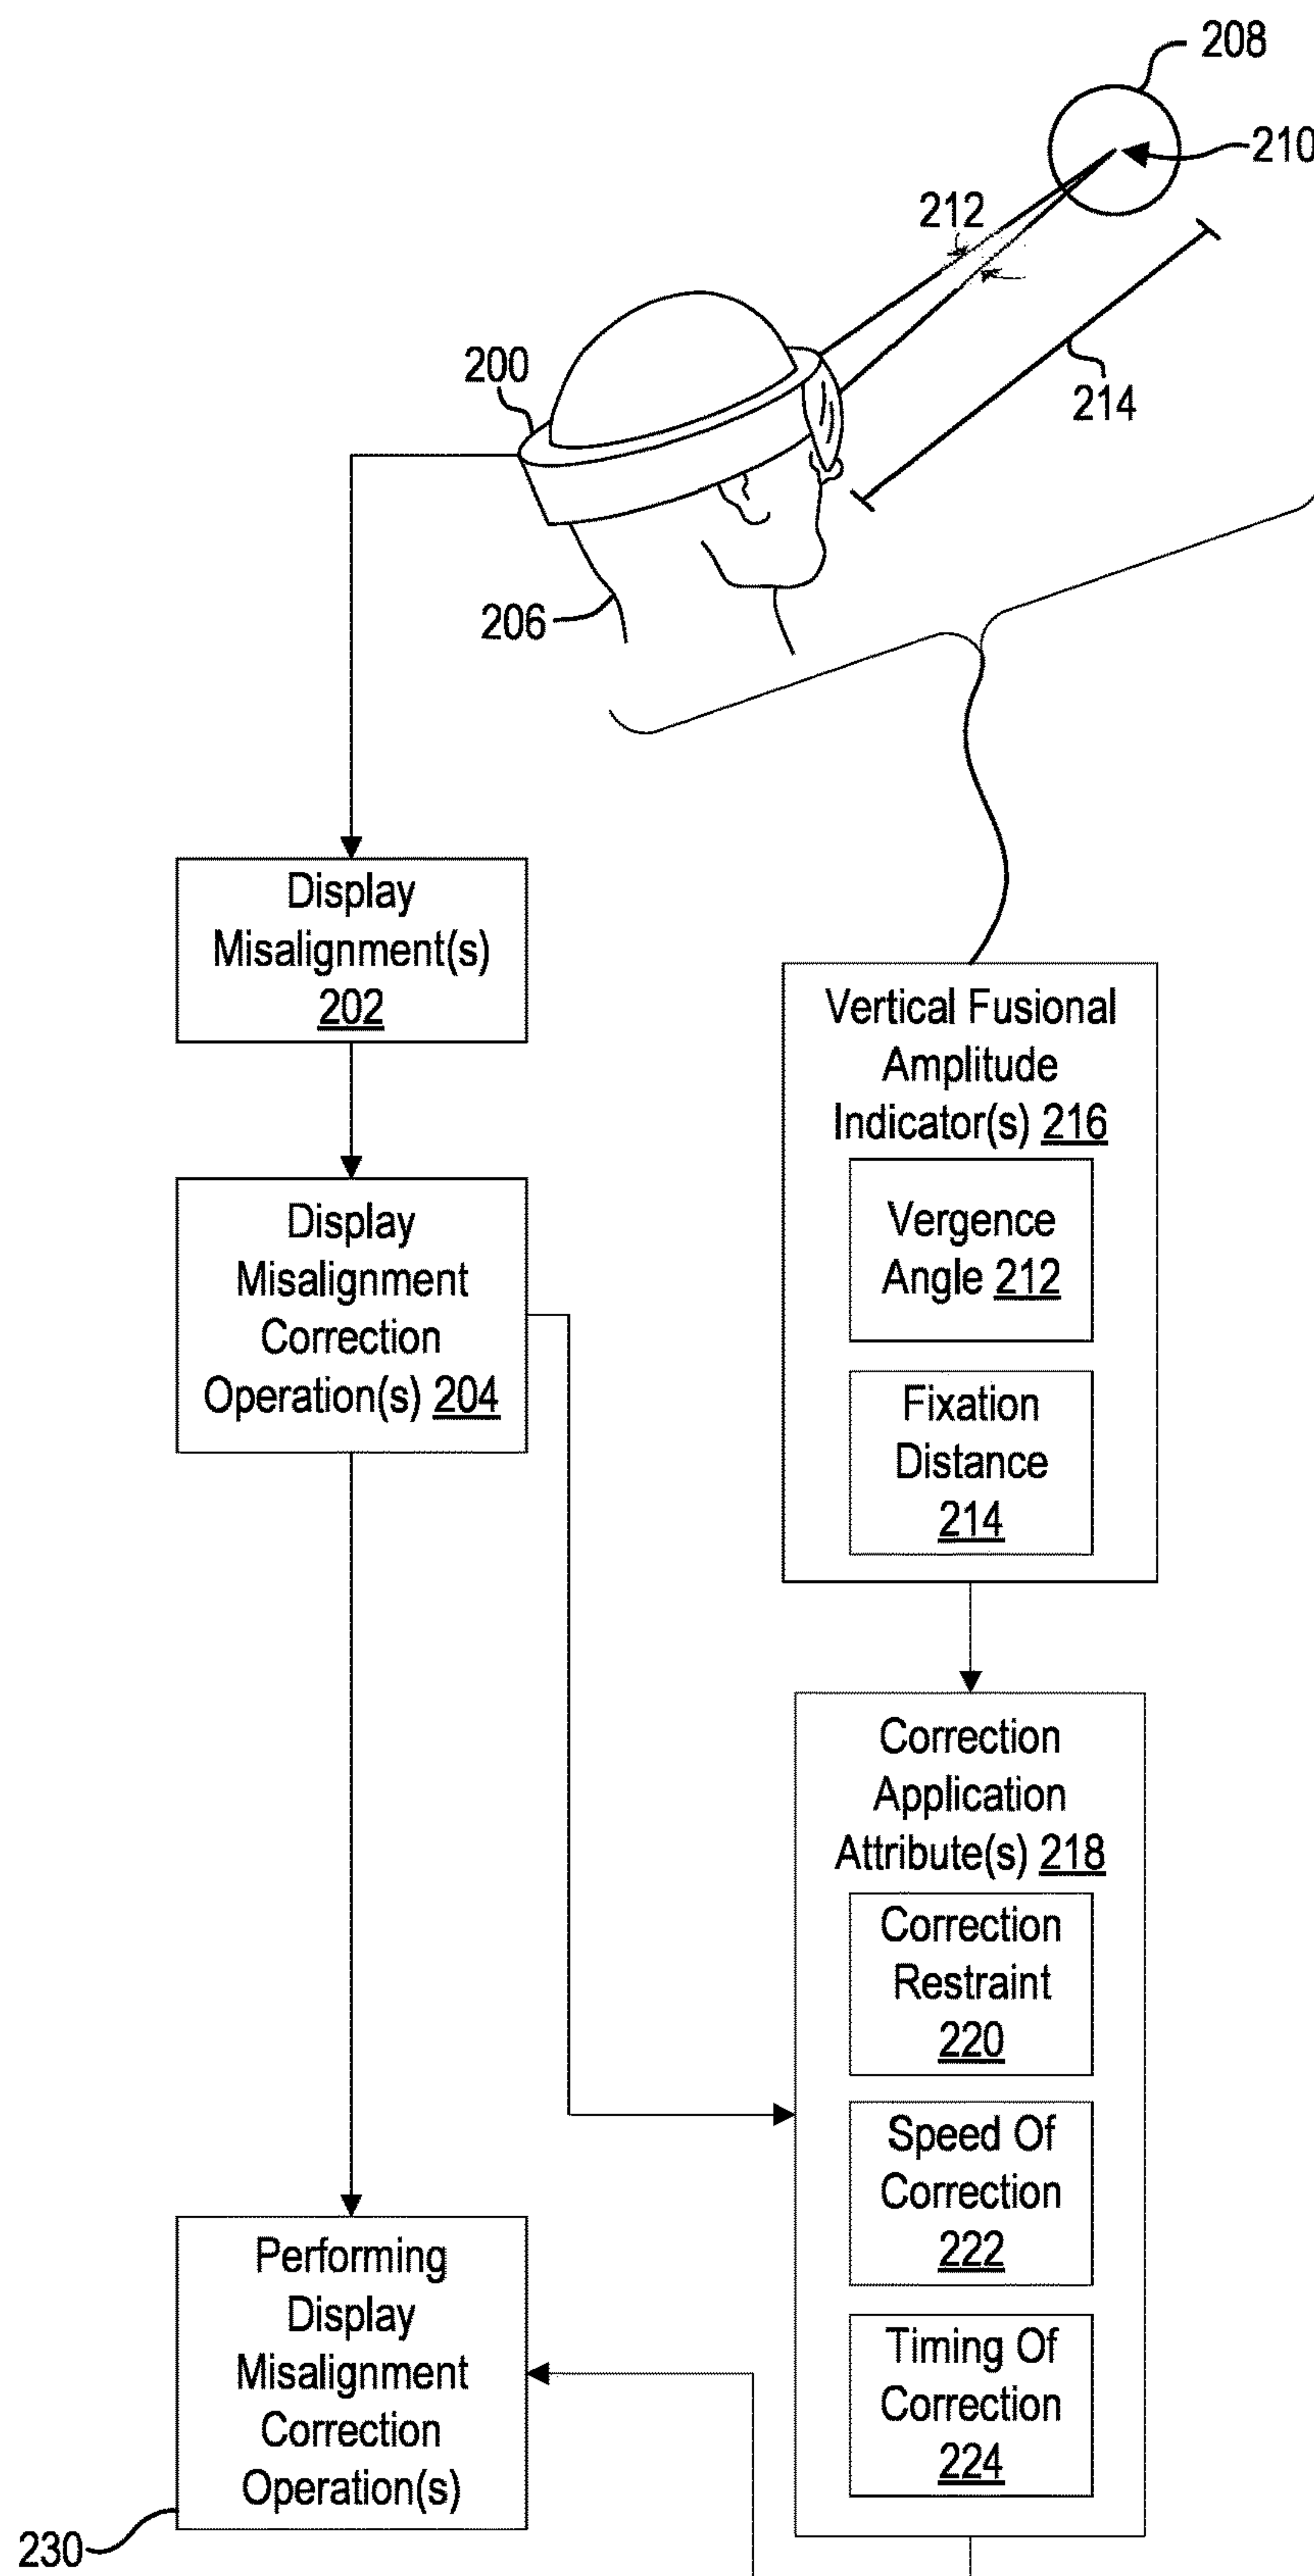 208
210
212
200
214
206
Display
Misalignment(s)
202
Vertical Fusional
Amplitude
Indicator(s) 216
Vergence
Angle 212
Fixation
Distance
214
Display
Misalignment
Correction
Operation(s) 204
Correction
Application
Attribute(s) 218
Correction
Restraint
220
Speed Of
Correction
222
Timing Of
Correction
224
Performing
Display
Misalignment
Correction
Operation(s)
230